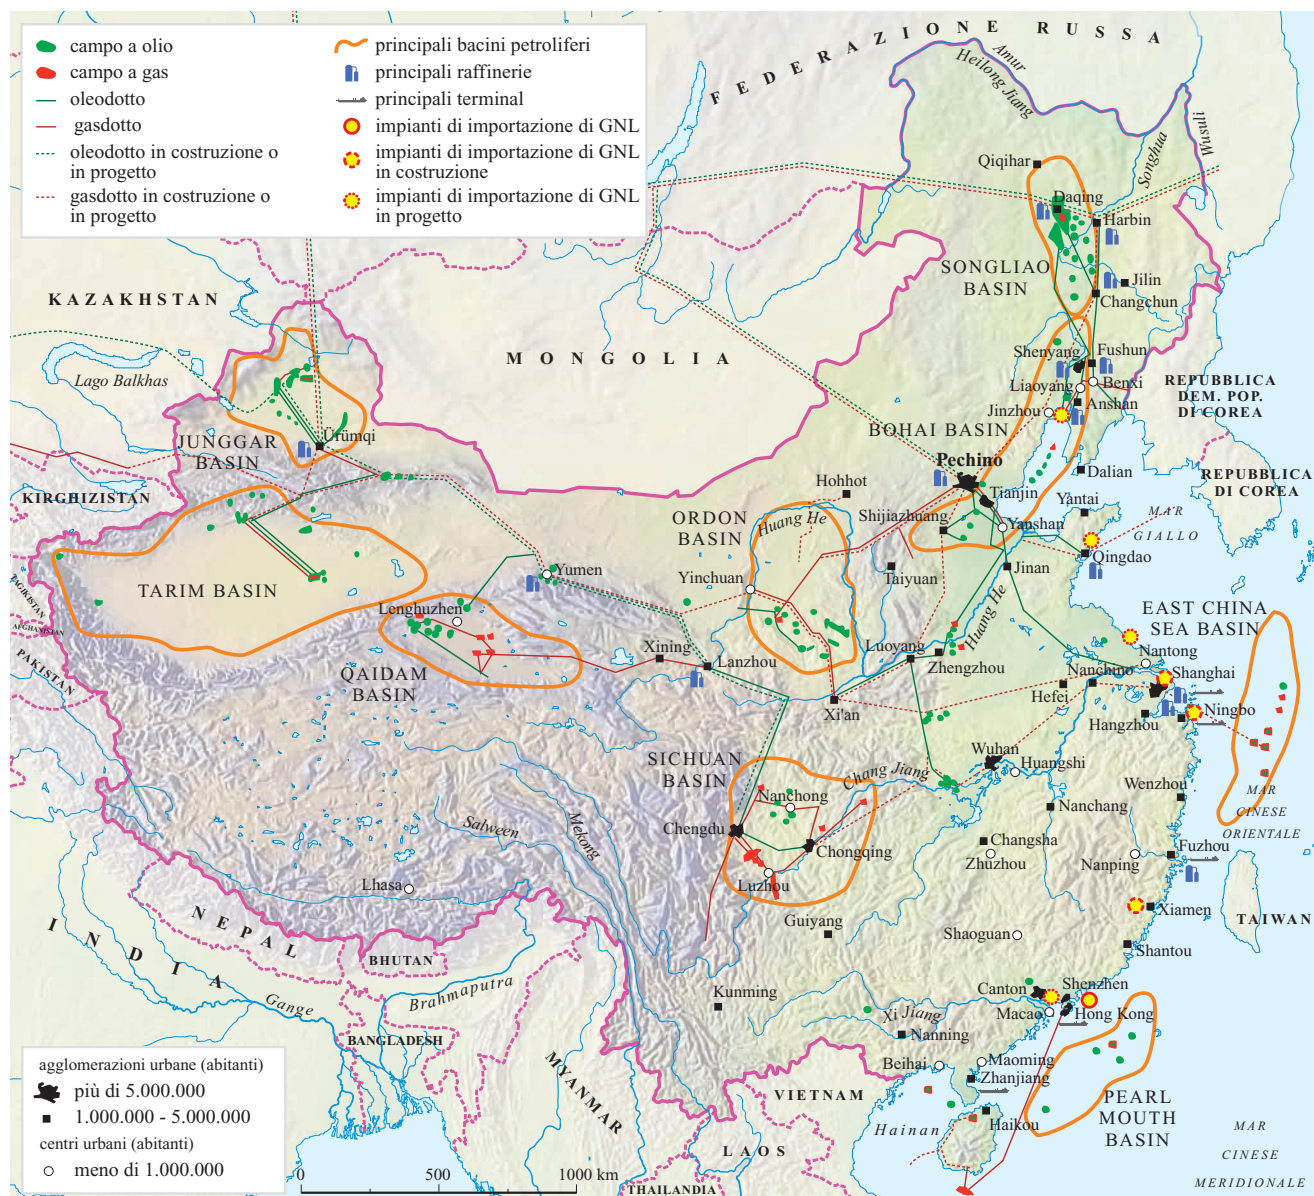 campo a olio
campo a gas
oleodotto
gasdotto
oleodotto in costruzione o
in progetto
gasdotto in costruzione o
in progetto
principali bacini petroliferi
principali raffinerie
principali terminal
impianti di importazione di GNL
impianti di importazione di GNL
in costruzione
impianti di importazione di GNL
in progetto
FEDERAZIONE RUSSA
Amur
Heilong Jiang
Songhua
Wusuli
Qiqihar
Daqing
Harbin
SONGLIAO
BASIN
Jilin
Changchun
KAZAKHSTAN
MONGOLIA
Lago Balkhas
Shenyang
Fushun
Liaoyang
Benxi
Anshan
Jinzhou
REPUBBLICA
DEM. POP.
DI COREA
BOHAI BASIN
JUNGGAR
BASIN
Ürümqi
Pechino
Dalian
REPUBBLICA
DI COREA
KIRGHIZISTAN
Hohhot
Tianjin
Yantai
MAR
GIALLO
ORDON
BASIN
Huang He
Shijiazhuang
Yanshan
Qingdao
TAGIKISTAN
AFGHANISTAN
PAKISTAN
TARIM BASIN
Yumen
Yinchuan
Taiyuan
Jinan
Lenghuzhen
Huang He
EAST CHINA
SEA BASIN
QAIDAM
BASIN
Xining
Lanzhou
Luoyang
Zhengzhou
Nantong
Nanchino
Shanghai
Hefei
Xi'an
Hangzhou
Ningbo
SICHUAN
BASIN
Wuhan
Huangshi
Chang Jiang
Wenzhou
MAR
CINESE
ORIENTALE
Nanchong
Nanchang
Salween
Mekong
Chengdu
Chongqing
Changsha
Zhuzhou
Nanping
Fuzhou
Luzhou
Lhasa
Guiyang
Xiamen
TAIWAN
NEPAL
INDIA
BHUTAN
Shaoguan
Shantou
Gange
Brahmaputra
Kunming
Canton
Shenzhen
Macao
Hong Kong
Xi Jiang
Nanning
BANGLADESH
MYANMAR
Beihai
Maoming
Zhanjiang
VIETNAM
PEARL
MOUTH
BASIN
Haikou
Hainan
LAOS
THAILANDIA
MAR
CINESE
MERIDIONALE
agglomerazioni urbane (abitanti)
più di 5.000.000
1.000.000 - 5.000.000
centri urbani (abitanti)
meno di 1.000.000
0 500 1000 km